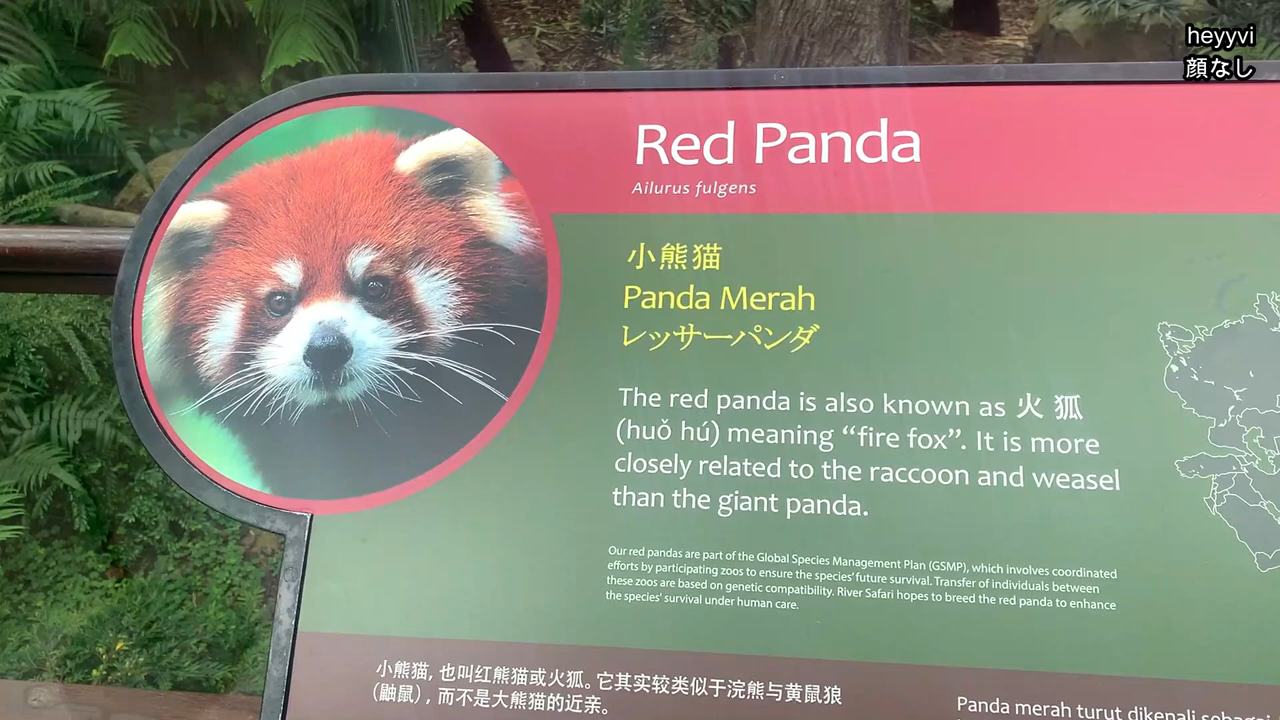 heyyvi
顔なし
Red Panda
Ailurus fulgens
小熊猫
Panda Merah
レッサーパンダ
The red panda is also known as 火 狐
(huǒ hú) meaning “fire fox”. It is more
closely related to the raccoon and weasel
than the giant panda.
Our red pandas are part of the Global Species Management Plan (GSMP), which involves coordinated
efforts by participating zoos to ensure the species’ future survival. Transfer of individuals between
these zoos are based on genetic compatibility. River Safari hopes to breed the red panda to enhance
the species’ survival under human care.
小熊猫, 也叫红熊猫或火狐。它其实较类似于浣熊与黄鼠狼
(鼬鼠) , 而不是大熊猫的近亲。
Panda merah turut dikenali sebagai